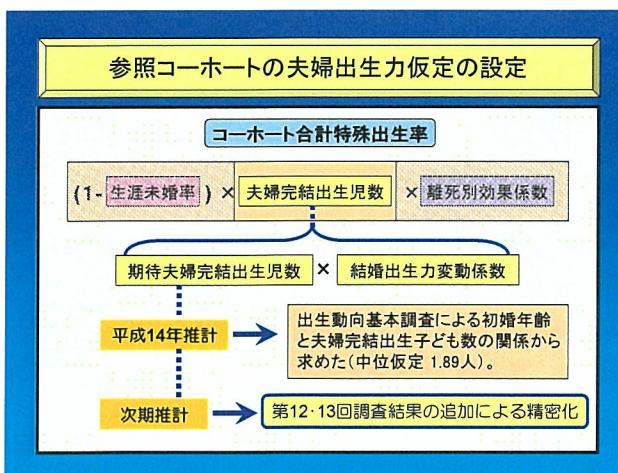 参照コーホートの夫婦出生力仮定の設定
コーホート合計特殊出生率
(1-生涯未婚率) × 夫婦完結出生児数 × 離死別効果係数
期待夫婦完結出生児数 × 結婚出生力変動係数
平成14年推計
出生動向基本調査による初婚年齢
と夫婦完結出生子ども数の関係から
求めた(中位仮定 1.89人)。
次期推計
第12･13回調査結果の追加による精密化